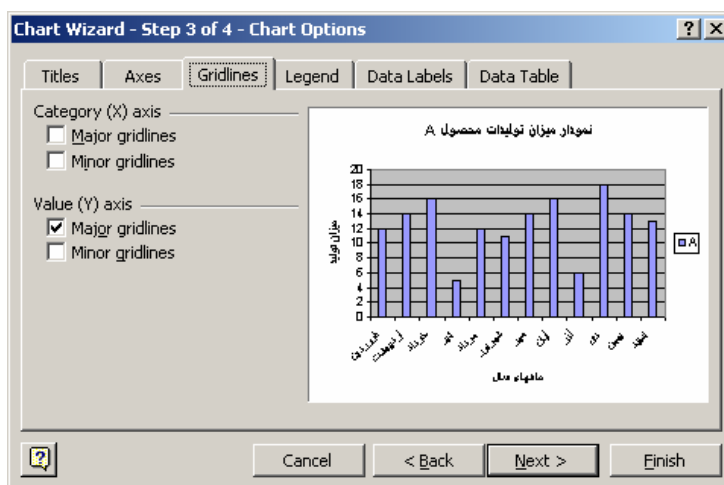 Chart Wizard - Step 3 of 4 - Chart Options
Titles Axes Gridlines Legend Data Labels Data Table
Category (X) axis
Major gridlines
Minor gridlines
Value (Y) axis
Major gridlines
Minor gridlines
نمودار میزان تولیدات محصول A
میزان تولید
20
18
16
14
12
10
8
6
4
2
0
فروردین اردیبهشت خرداد تیر مرداد شهریور مهر آبان آذر دی بهمن اسفند
ماههای سال
A
Cancel < Back Next > Finish